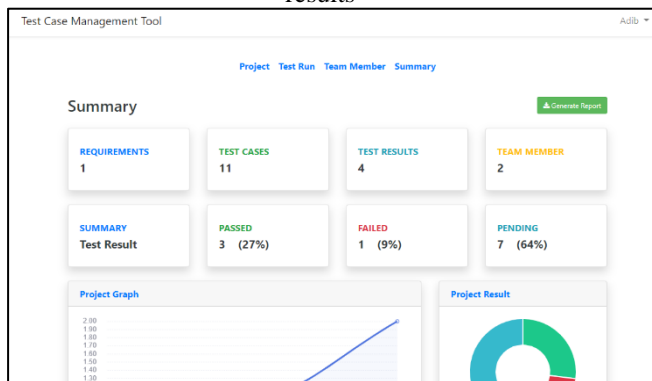 results
Test Case Management Tool
Adib
Project Test Run Team Member Summary
Summary
Generate Report
REQUIREMENTS
1
TEST CASES
11
TEST RESULTS
4
TEAM MEMBER
2
SUMMARY
Test Result
PASSED
3 (27%)
FAILED
1 (9%)
PENDING
7 (64%)
Project Graph
Project Result
2.00
1.90
1.80
1.70
1.60
1.50
1.40
1.30